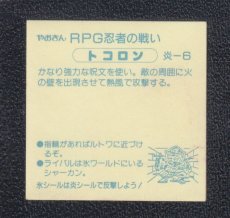 やおきん RPG忍者の戦い
トコロン 炎-6
かなり強力な呪文を使い。敵の周囲に火
の壁を出現させて熱風で攻撃する。
●指輪があればルトワに近づけ
るぞ。
●ライバルは氷ワールドにいる
シャーカン。
氷シールは炎シールで反撃しよう!